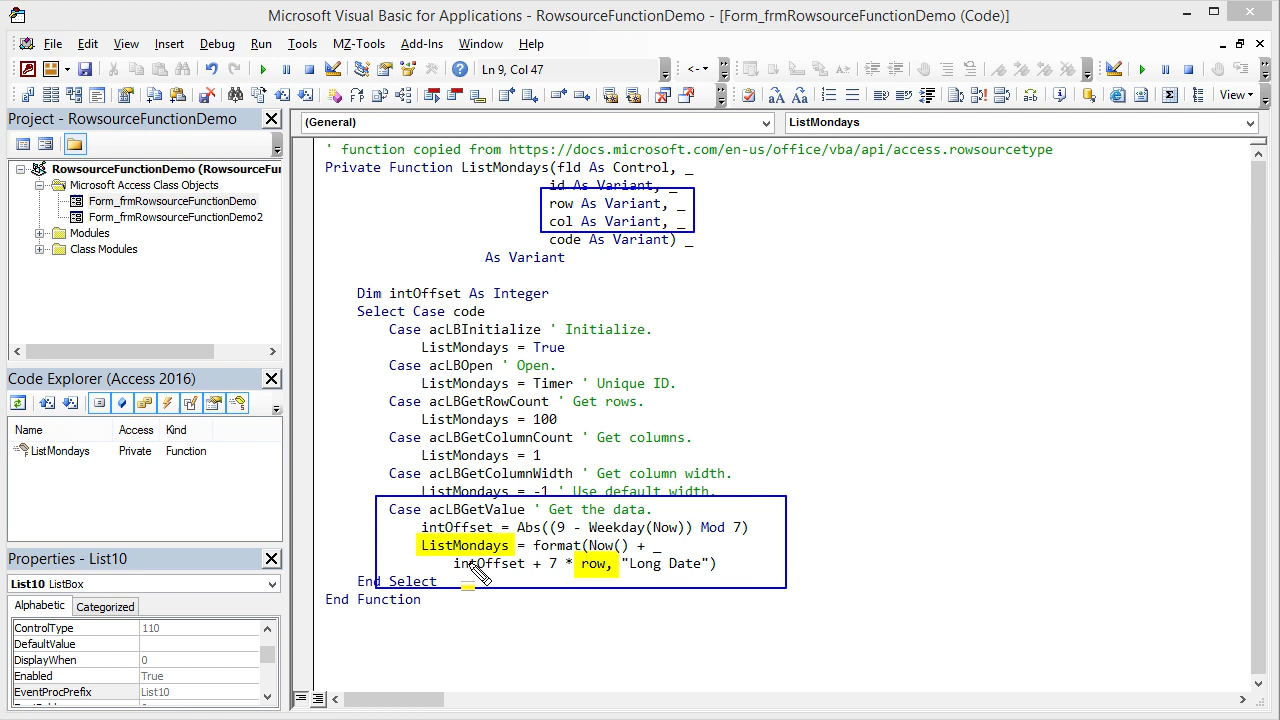 Microsoft Visual Basic for Applications - RowsourceFunctionDemo - [Form_frmRowsourceFunctionDemo (Code)]
File Edit View Insert Debug Run Tools MZ-Tools Add-Ins Window Help
Ln 9, Col 47
View
Project - RowsourceFunctionDemo
RowsourceFunctionDemo (RowsourceFu
Microsoft Access Class Objects
Form_frmRowsourceFunctionDemo
Form_frmRowsourceFunctionDemo2
Modules
Class Modules
Code Explorer (Access 2016)
Name Access Kind
ListMondays Private Function
Properties - List10
List10 ListBox
Alphabetic Categorized
ControlType 110
DefaultValue
DisplayWhen 0
Enabled True
EventProcPrefix List10
(General) ListMondays
' function copied from https://docs.microsoft.com/en-us/office/vba/api/access.rowsourcetype
Private Function ListMondays(fld As Control, _
id As Variant, _
row As Variant, _
col As Variant, _
code As Variant) _
As Variant
Dim intOffset As Integer
Select Case code
Case acLBInitialize ' Initialize.
ListMondays = True
Case acLBOpen ' Open.
ListMondays = Timer ' Unique ID.
Case acLBGetRowCount ' Get rows.
ListMondays = 100
Case acLBGetColumnCount ' Get columns.
ListMondays = 1
Case acLBGetColumnWidth ' Get column width.
ListMondays = -1 ' Use default width.
Case acLBGetValue ' Get the data.
intOffset = Abs((9 - Weekday(Now)) Mod 7)
ListMondays = format(Now() + _
intOffset + 7 * row, "Long Date")
End Select
End Function